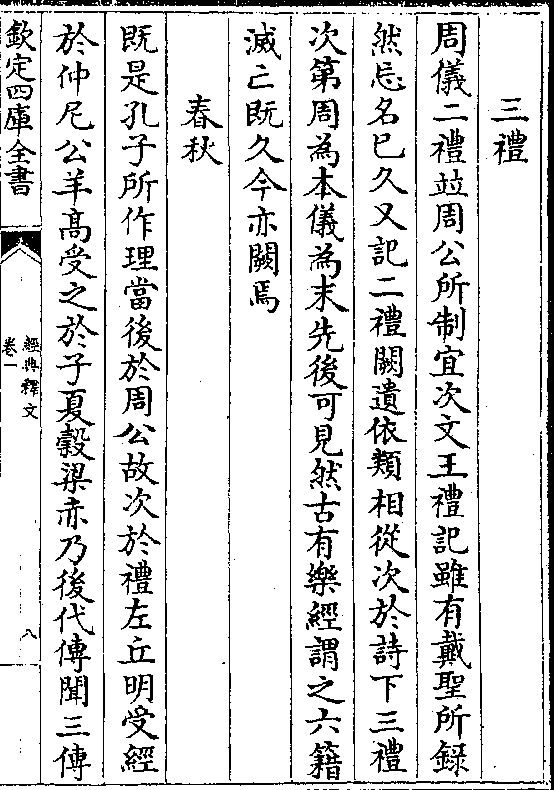 三禮
周儀二禮並周公所制宜次文王禮記雖有戴聖所録
然忘名已久又記二禮闕遺依類相從次於詩下三禮
次第周為本儀為末先後可見然古有樂經謂之六籍
滅亡既久今亦闕焉
春秋
既是孔子所作理當後於周公故次於禮左丘明受經
於仲尼公羊髙受之於子夏榖梁赤乃後代傳聞三傳
欽定四庫全書
經典釋文
卷一
八